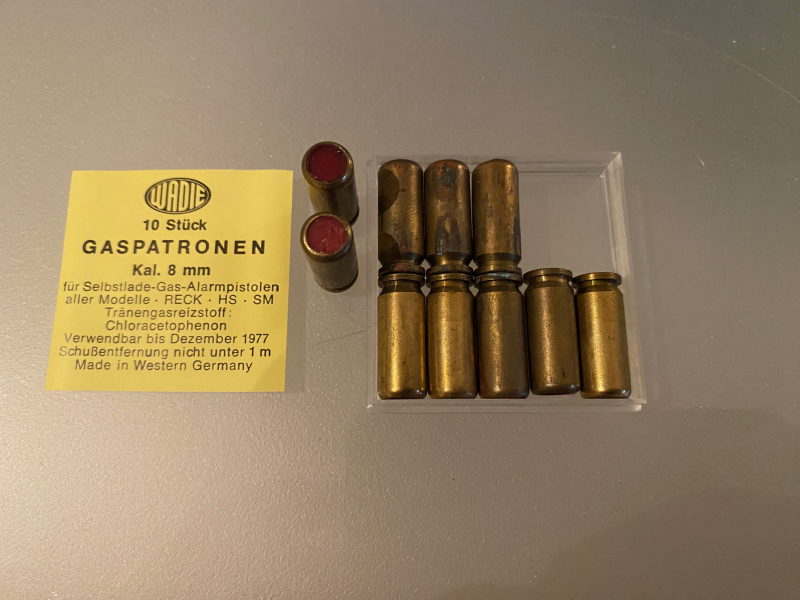 WADIE
10 Stück
GASPATRONEN
Kal. 8 mm
für Selbstlade-Gas-Alarmpistolen
aller Modelle · RECK · HS · SM
Tränengasreizstoff:
Chloracetophenon
Verwendbar bis Dezember 1977
Schußentfernung nicht unter 1 m
Made in Western Germany